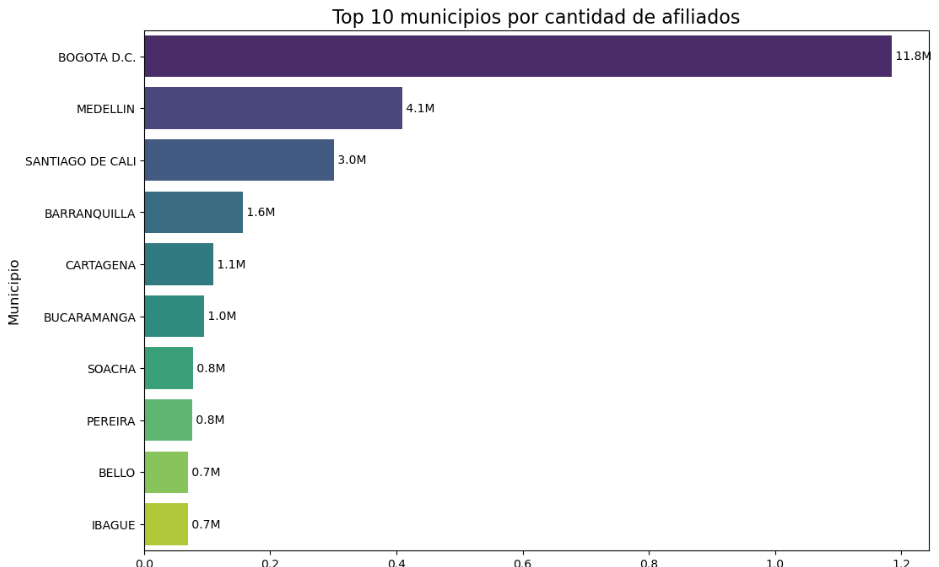 Top 10 municipios por cantidad de afiliados
Municipio
BOGOTA D.C. 11.8M
MEDELLIN 4.1M
SANTIAGO DE CALI 3.0M
BARRANQUILLA 1.6M
CARTAGENA 1.1M
BUCARAMANGA 1.0M
SOACHA 0.8M
PEREIRA 0.8M
BELLO 0.7M
IBAGUE 0.7M
0.0 0.2 0.4 0.6 0.8 1.0 1.2